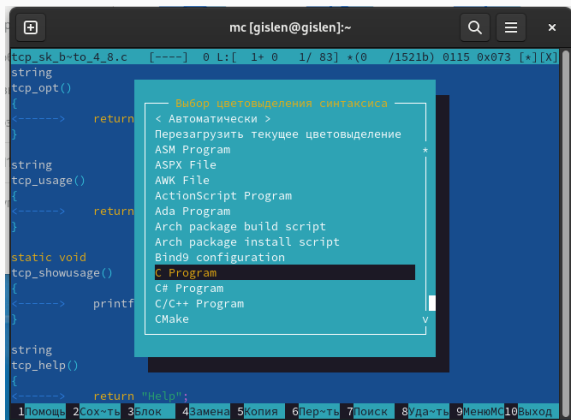 mc [gislen@gislen]:~
tcp_sk_b~to_4_8.c [----] 0 L:[ 1+ 0 1/ 83] *(0 /1521b) 0115 0x073 [*][X]
string
tcp_opt()
{
<------> return
}
string
tcp_usage()
{
<------> return
}
static void
tcp_showusage()
{
<------> printf
}
string
tcp_help()
{
<------> return "Help";
Выбор цветовыделения синтаксиса
< Автоматически >
Перезагрузить текущее цветовыделение
ASM Program
ASPX File
AWK File
ActionScript Program
Ada Program
Arch package build script
Arch package install script
Bind9 configuration
C Program
C# Program
C/C++ Program
CMake
1Помощь 2Сох~ть 3Блок 4Замена 5Копия 6Пер~ть 7Поиск 8Уда~ть 9МенюMC 10Выход